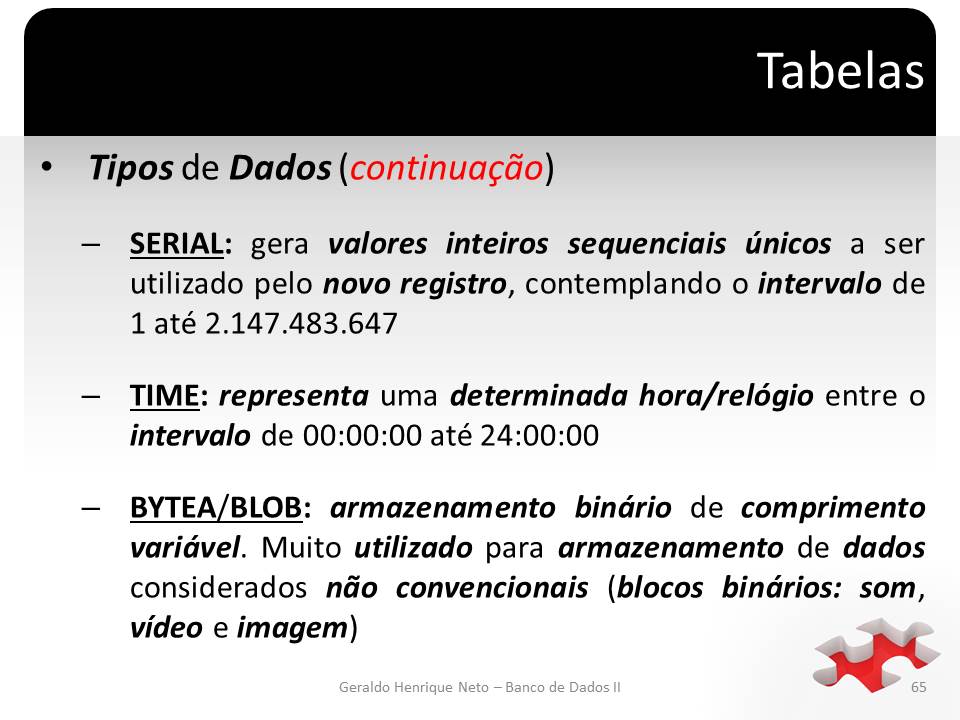 Tabelas
• Tipos de Dados (continuação)
– SERIAL: gera valores inteiros sequenciais únicos a ser
utilizado pelo novo registro, contemplando o intervalo de
1 até 2.147.483.647
– TIME: representa uma determinada hora/relógio entre o
intervalo de 00:00:00 até 24:00:00
– BYTEA/BLOB: armazenamento binário de comprimento
variável. Muito utilizado para armazenamento de dados
considerados não convencionais (blocos binários: som,
vídeo e imagem)
Geraldo Henrique Neto – Banco de Dados II
65